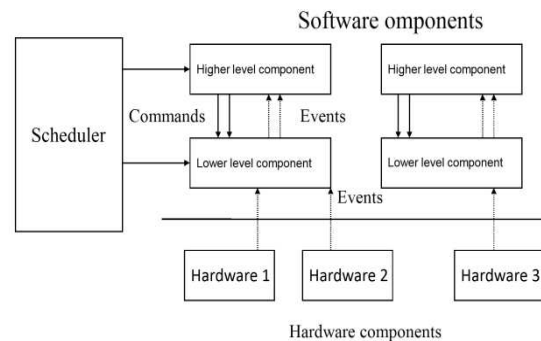 Software omponents
Higher level component
Higher level component
Commands
Events
Scheduler
Lower level component
Lower level component
Events
Hardware 1
Hardware 2
Hardware 3
Hardware components